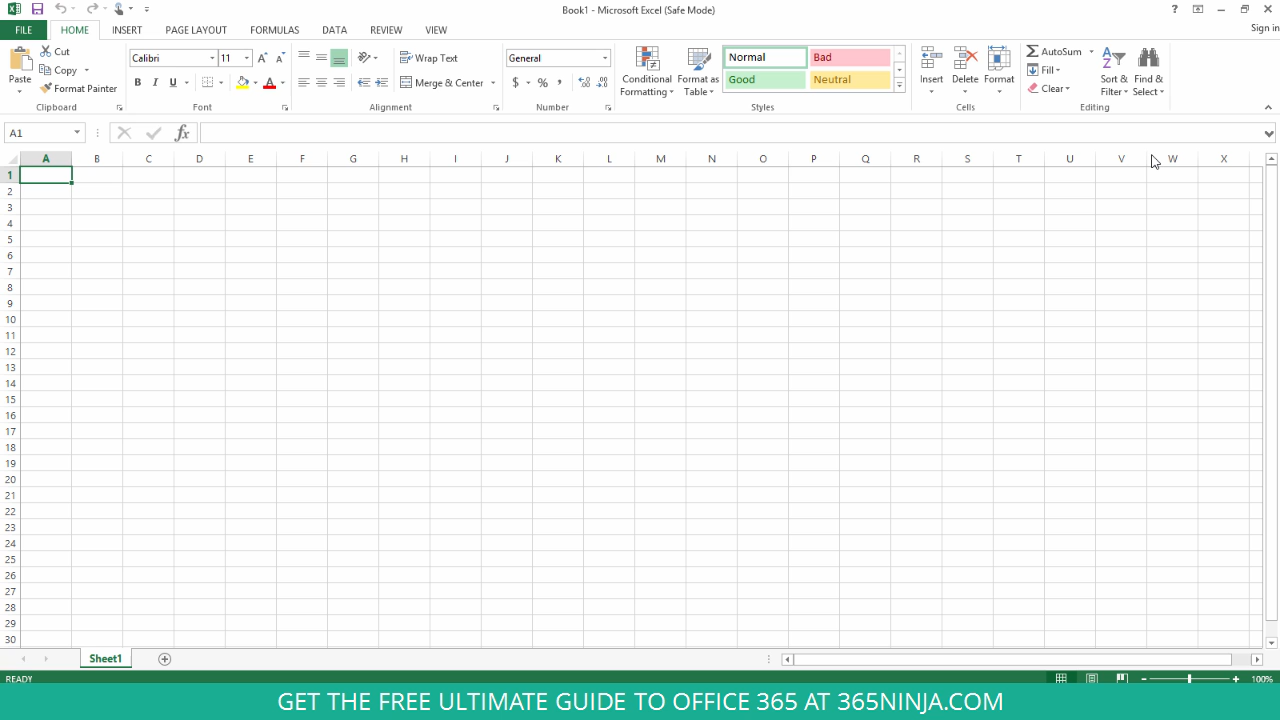 Book1 - Microsoft Excel (Safe Mode)
?
FILE HOME INSERT PAGE LAYOUT FORMULAS DATA REVIEW VIEW Sign in
Paste
Cut
Copy
Format Painter
Clipboard
Calibri 11
B I U
Font
Wrap Text
Merge & Center
Alignment
General
$ % ,
Number
Conditional Formatting
Format as Table
Normal Bad
Good Neutral
Styles
Insert Delete Format
Cells
AutoSum
Fill
Clear
Sort & Filter
Find & Select
Editing
A1 fx
A B C D E F G H I J K L M N O P Q R S T U V W X
1
2
3
4
5
6
7
8
9
10
11
12
13
14
15
16
17
18
19
20
21
22
23
24
25
26
27
28
29
30
Sheet1
READY 100%
GET THE FREE ULTIMATE GUIDE TO OFFICE 365 AT 365NINJA.COM